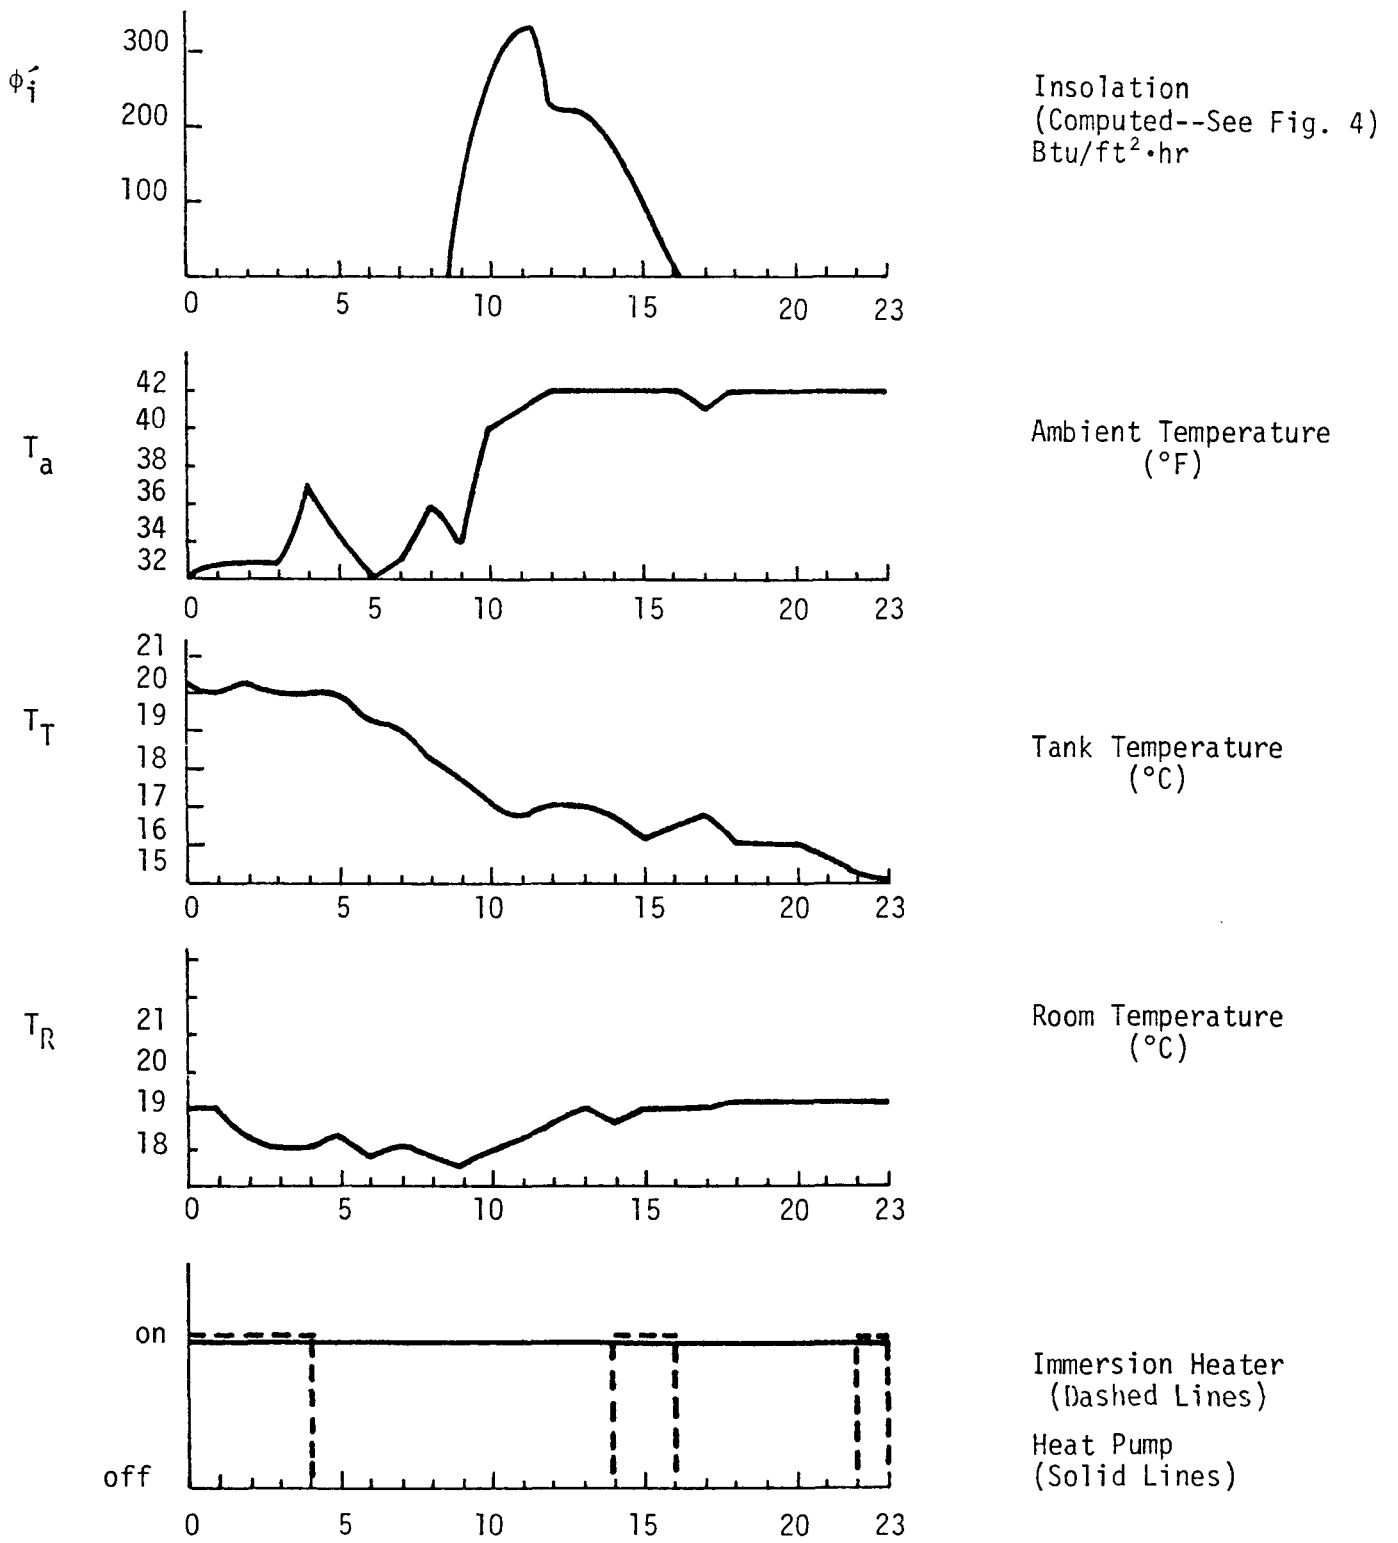 300
ϕ´i
200
100
0 5 10 15 20 23
Insolation
(Computed--See Fig. 4)
Btu/ft²·hr
42
40
Ta
38
36
34
32
0 5 10 15 20 23
Ambient Temperature
(°F)
21
20
TT
19
18
17
16
15
0 5 10 15 20 23
Tank Temperature
(°C)
TR
21
20
19
18
0 5 10 15 20 23
Room Temperature
(°C)
on
off
0 5 10 15 20 23
Immersion Heater
(Dashed Lines)
Heat Pump
(Solid Lines)